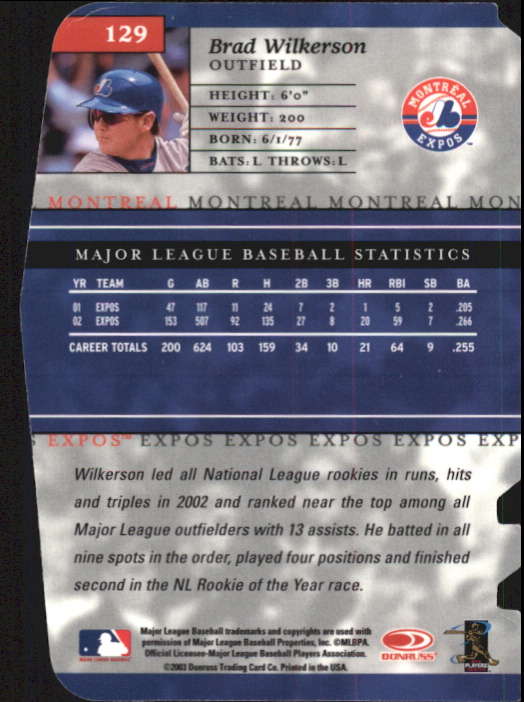 129
Brad Wilkerson
OUTFIELD
HEIGHT: 6'0"
WEIGHT: 200
BORN: 6/1/77
BATS: L THROWS: L
MONTRÉAL
EXPOS
MONTREAL MONTREAL MONTREAL MON
MAJOR LEAGUE BASEBALL STATISTICS
YR TEAM G AB R H 2B 3B HR RBI SB BA
01 EXPOS 47 117 11 24 7 2 1 5 2 .205
02 EXPOS 153 507 92 135 27 8 20 59 7 .266
CAREER TOTALS 200 624 103 159 34 10 21 64 9 .255
S EXPOS™ EXPOS EXPOS EXPOS EXPOS EXP
Wilkerson led all National League rookies in runs, hits
and triples in 2002 and ranked near the top among all
Major League outfielders with 13 assists. He batted in all
nine spots in the order, played four positions and finished
second in the NL Rookie of the Year race.
Major League Baseball trademarks and copyrights are used with
permission of Major League Baseball Properties, Inc. ©MLBPA.
Official Licensee-Major League Baseball Players Association.
©2003 Donruss Trading Card Co. Printed in the USA.
MAJOR LEAGUE BASEBALL
DONRUSS
PLAYERS